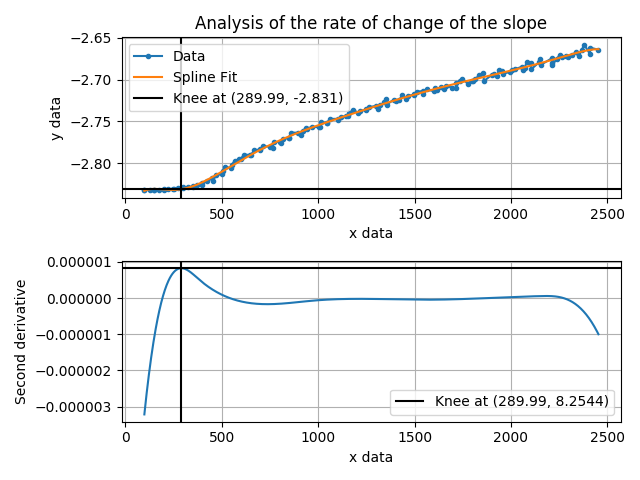 Analysis of the rate of change of the slope
−2.65
−2.70
−2.75
−2.80
y data
Data
Spline Fit
Knee at (289.99, -2.831)
0 500 1000 1500 2000 2500
x data
0.000001
0.000000
−0.000001
−0.000002
−0.000003
Second derivative
Knee at (289.99, 8.2544)
0 500 1000 1500 2000 2500
x data